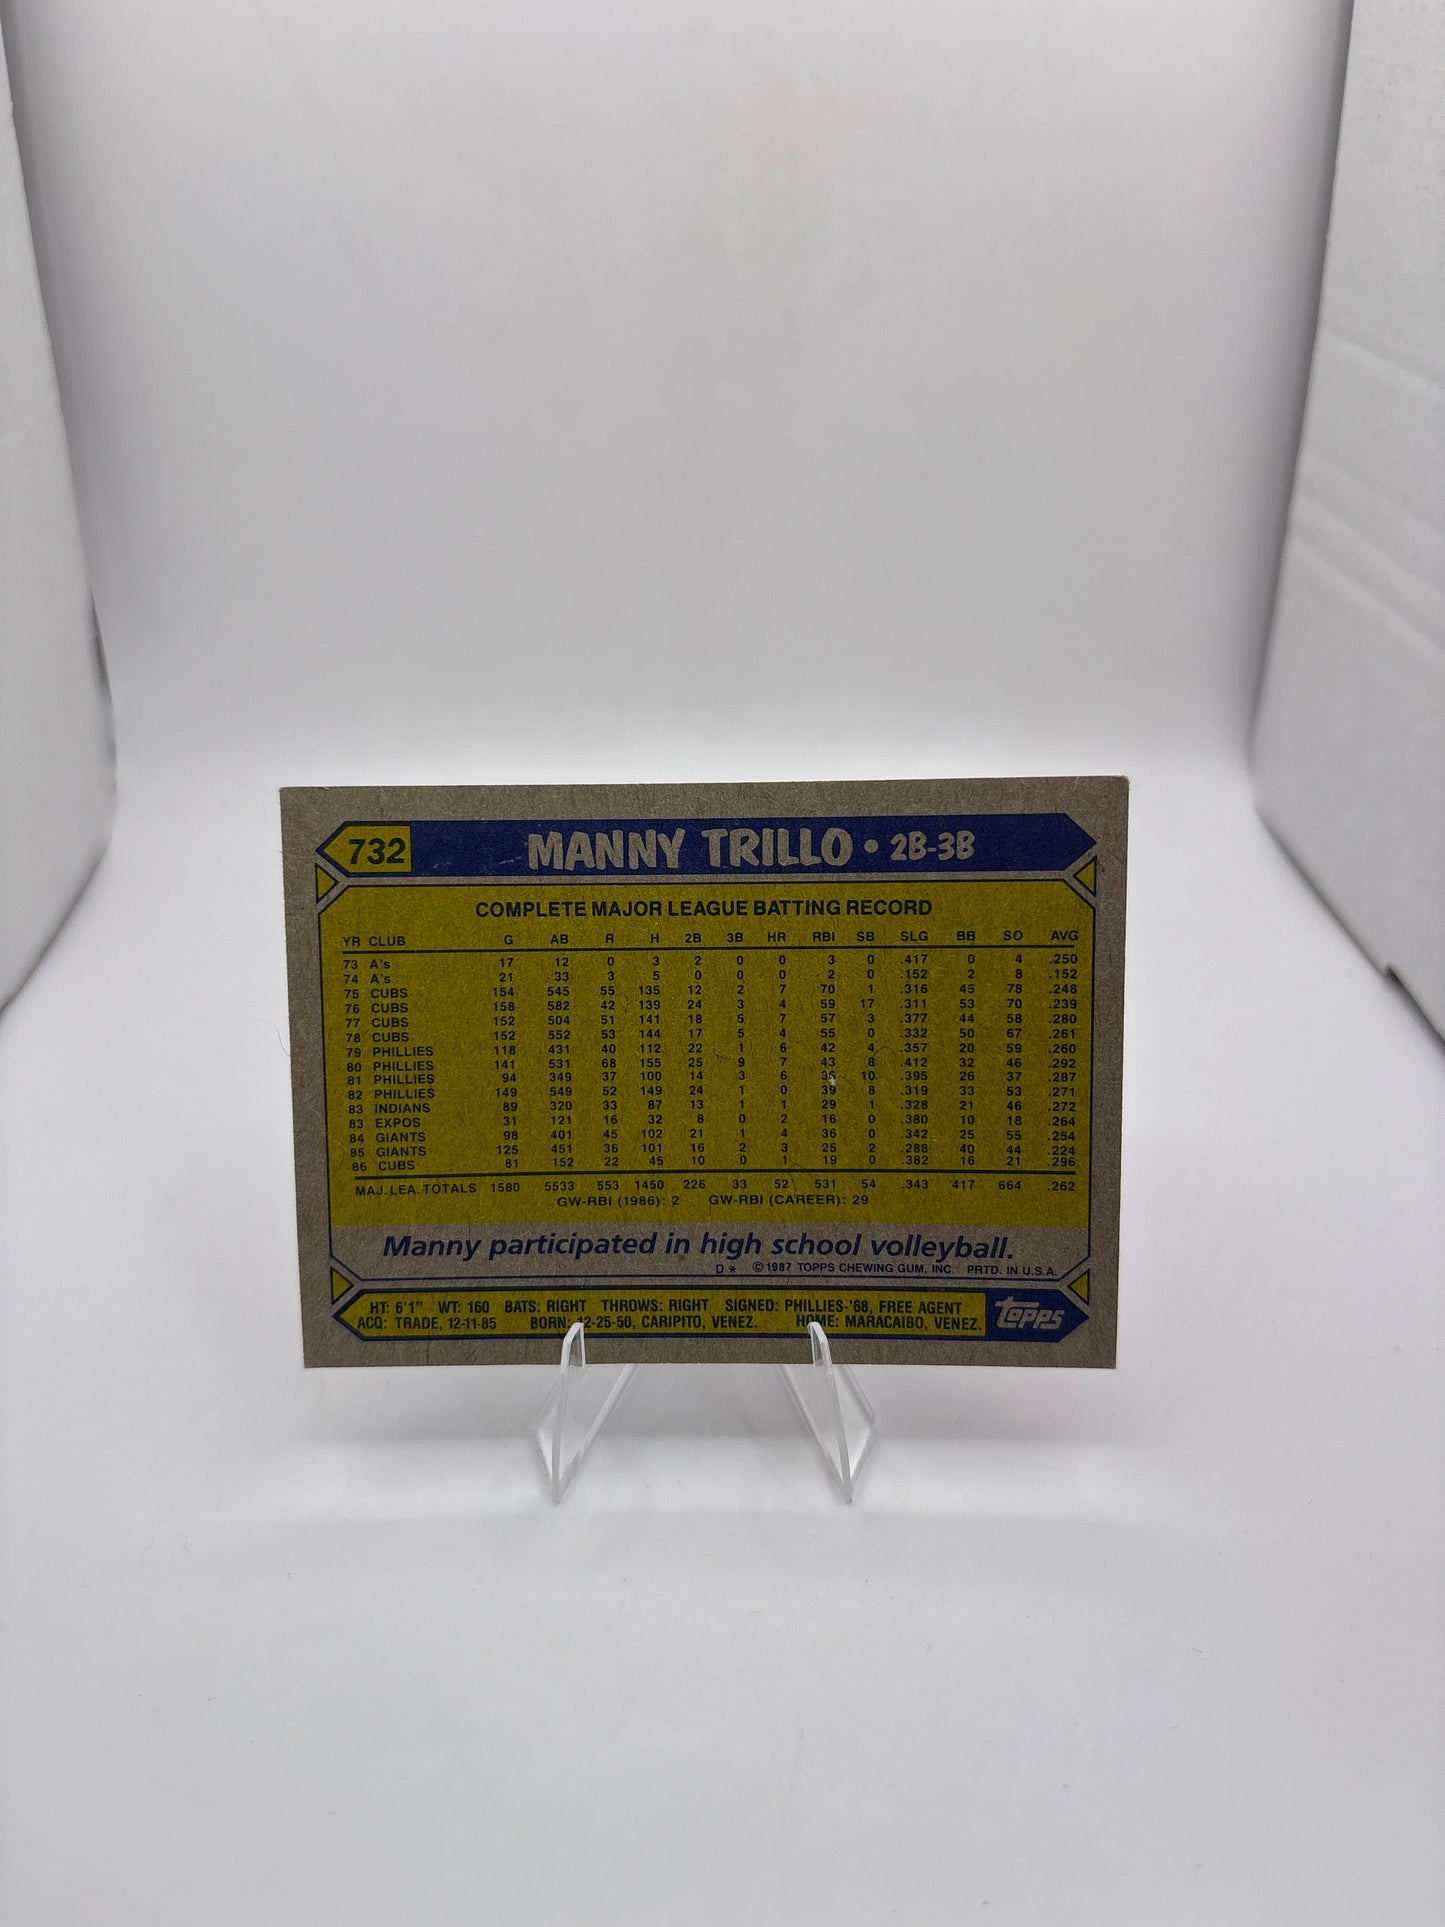 732 MANNY TRILLO • 2B-3B
COMPLETE MAJOR LEAGUE BATTING RECORD
YR CLUB G AB R H 2B 3B HR RBI SB SLG BB SO AVG
73 A's 17 12 0 3 2 0 0 3 0 .417 0 4 .250
74 A's 21 33 3 5 0 0 0 2 0 .152 2 8 .152
75 CUBS 154 545 55 135 12 2 7 70 1 .316 45 78 .248
76 CUBS 158 582 42 139 24 3 4 59 17 .311 53 70 .239
77 CUBS 152 504 51 141 18 5 7 57 3 .377 44 58 .280
78 CUBS 152 552 53 144 17 5 4 55 0 .332 50 67 .261
79 PHILLIES 118 431 40 112 22 1 6 42 4 .357 20 59 .260
80 PHILLIES 141 531 68 155 25 9 7 43 8 .412 32 46 .292
81 PHILLIES 94 349 37 100 14 3 6 36 10 .395 26 37 .287
82 PHILLIES 149 549 52 149 24 1 0 39 8 .319 33 53 .271
83 INDIANS 89 320 33 87 13 1 1 29 1 .328 21 46 .272
83 EXPOS 31 121 16 32 8 0 2 16 0 .380 10 18 .264
84 GIANTS 98 401 45 102 21 1 4 36 0 .342 25 55 .254
85 GIANTS 125 451 36 101 16 2 3 25 2 .288 40 44 .224
86 CUBS 81 152 22 45 10 0 1 19 0 .382 16 21 .296
MAJ. LEA. TOTALS 1580 5533 553 1450 226 33 52 531 54 .343 417 664 .262
GW-RBI (1986): 2 GW-RBI (CAREER): 29
Manny participated in high school volleyball.
D * © 1987 TOPPS CHEWING GUM, INC. PRTD. IN U.S.A.
HT: 6'1" WT: 160 BATS: RIGHT THROWS: RIGHT SIGNED: PHILLIES-'68, FREE AGENT
ACQ: TRADE, 12-11-85 BORN: 12-25-50, CARIPITO, VENEZ. HOME: MARACAIBO, VENEZ.
topps